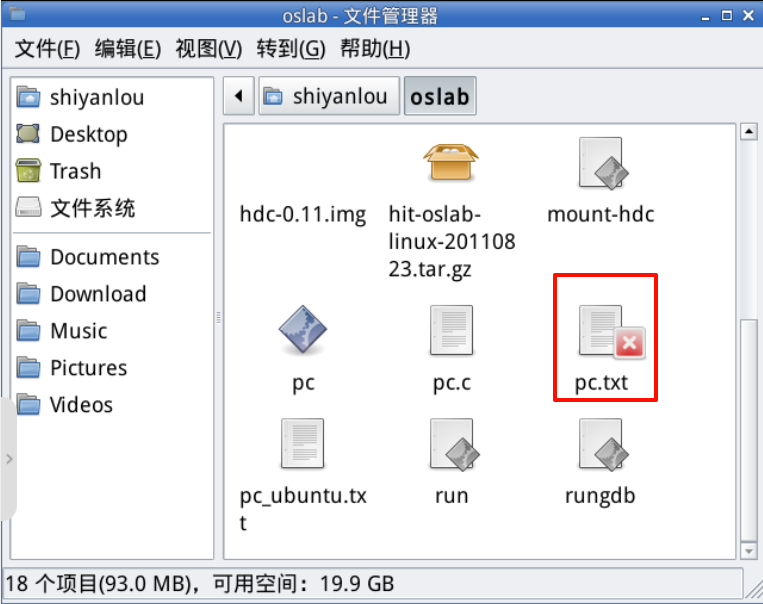 oslab - 文件管理器
文件(F) 编辑(E) 视图(V) 转到(G) 帮助(H)
shiyanlou
Desktop
Trash
文件系统
Documents
Download
Music
Pictures
Videos
shiyanlou oslab
hdc-0.11.img
hit-oslab-
linux-201108
23.tar.gz
mount-hdc
pc
pc.c
pc.txt
pc_ubuntu.tx
t
run
rungdb
18 个项目(93.0 MB)，可用空间：19.9 GB